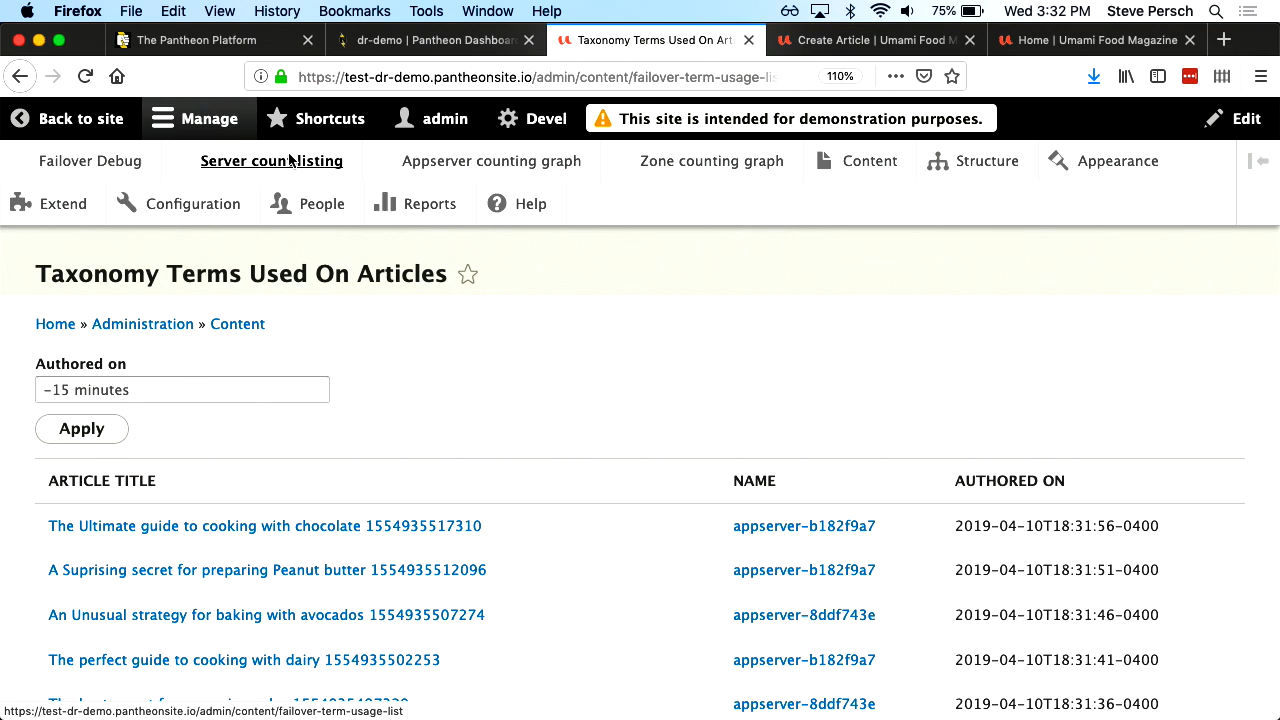 Firefox File Edit View History Bookmarks Tools Window Help 75% Wed 3:32 PM Steve Persch
The Pantheon Platform dr-demo | Pantheon Dashboar Taxonomy Terms Used On Art Create Article | Umami Food M Home | Umami Food Magazine
https://test-dr-demo.pantheonsite.io/admin/content/failover-term-usage-lis 110%
Back to site Manage Shortcuts admin Devel This site is intended for demonstration purposes. Edit
Failover Debug Server count listing Appserver counting graph Zone counting graph Content Structure Appearance
Extend Configuration People Reports Help
Taxonomy Terms Used On Articles
Home » Administration » Content
Authored on
-15 minutes
Apply
ARTICLE TITLE NAME AUTHORED ON
The Ultimate guide to cooking with chocolate 1554935517310 appserver-b182f9a7 2019-04-10T18:31:56-0400
A Suprising secret for preparing Peanut butter 1554935512096 appserver-b182f9a7 2019-04-10T18:31:51-0400
An Unusual strategy for baking with avocados 1554935507274 appserver-8ddf743e 2019-04-10T18:31:46-0400
The perfect guide to cooking with dairy 1554935502253 appserver-b182f9a7 2019-04-10T18:31:41-0400
appserver-8ddf743e 2019-04-10T18:31:36-0400
https://test-dr-demo.pantheonsite.io/admin/content/failover-term-usage-list